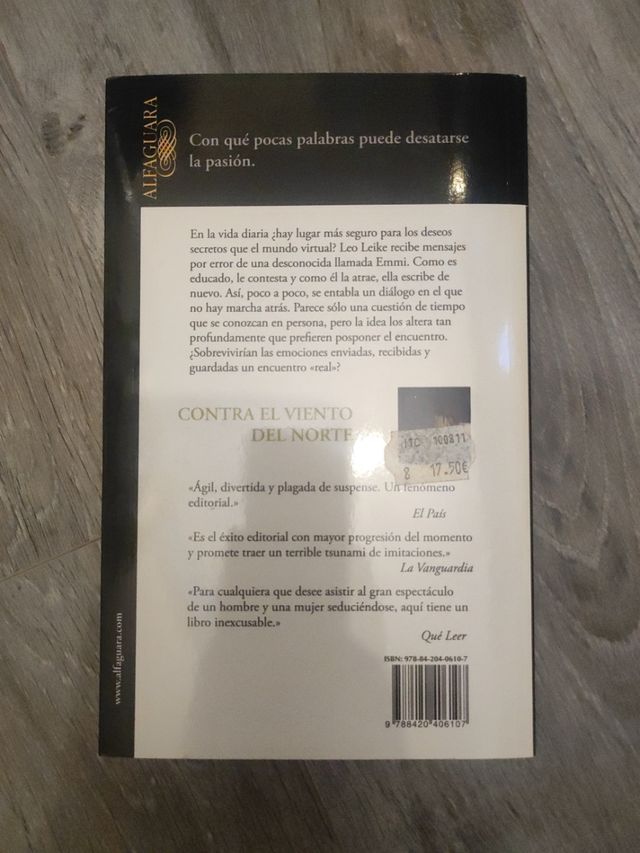 ALFAGUARA
Con qué pocas palabras puede desatarse
la pasión.
En la vida diaria ¿hay lugar más seguro para los deseos
secretos que el mundo virtual? Leo Leike recibe mensajes
por error de una desconocida llamada Emmi. Como es
educado, le contesta y como él la atrae, ella escribe de
nuevo. Así, poco a poco, se entabla un diálogo en el que
no hay marcha atrás. Parece sólo una cuestión de tiempo
que se conozcan en persona, pero la idea los altera tan
profundamente que prefieren posponer el encuentro.
¿Sobrevivirían las emociones enviadas, recibidas y
guardadas un encuentro «real»?
CONTRA EL VIENTO
DEL NORTE
100811
8 17.50€
«Ágil, divertida y plagada de suspense. Un fenómeno
editorial.»
El País
«Es el éxito editorial con mayor progresión del momento
y promete traer un terrible tsunami de imitaciones.»
La Vanguardia
«Para cualquiera que desee asistir al gran espectáculo
de un hombre y una mujer seduciéndose, aquí tiene un
libro inexcusable.»
Qué Leer
www.alfaguara.com
ISBN: 978-84-204-0610-7
9 788420 406107